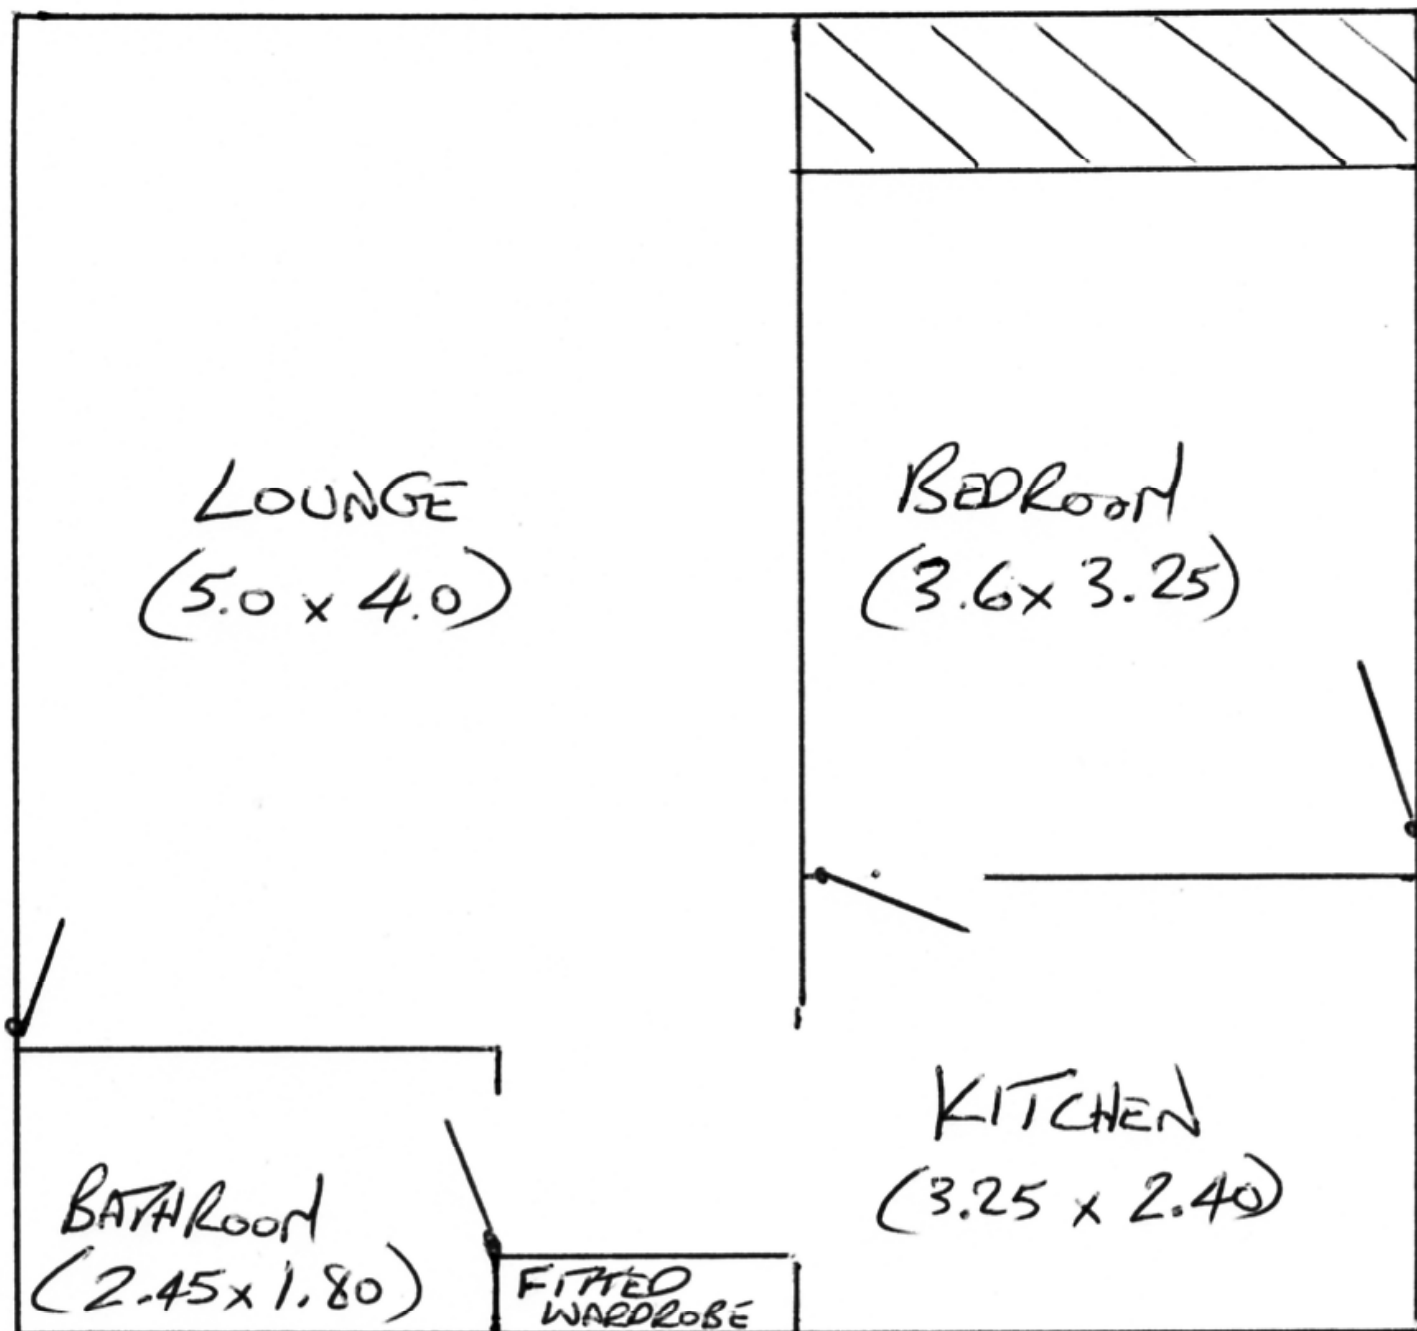 LOUNGE
(5.0 x 4.0)
BEDROOM
(3.6 x 3.25)
KITCHEN
(3.25 x 2.40)
BATHROOM
(2.45 x 1.80)
FITTED
WARDROBE